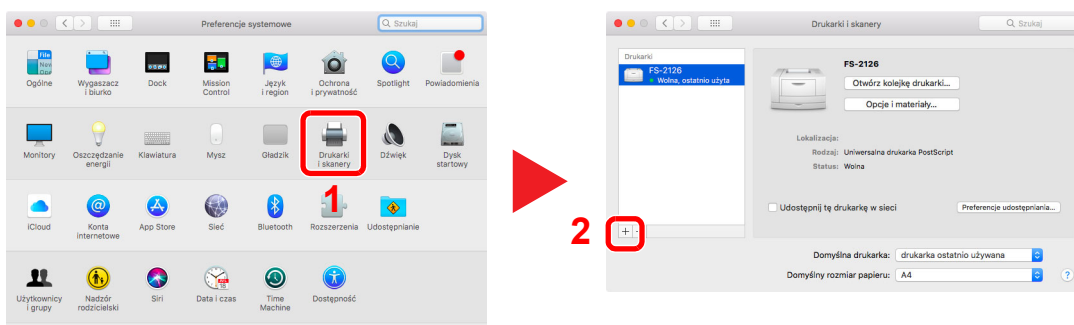 Preferencje systemowe
Szukaj
File
New
Ope
Ogólne
Wygaszacz
i biurko
Dock
Mission
Control
Język
i region
Ochrona
i prywatność
Spotlight
Powiadomienia
Monitory
Oszczędzanie
energii
Klawiatura
Mysz
Gładzik
Drukarki
i skanery
Dźwięk
Dysk
startowy
1
iCloud
Konta
internetowe
App Store
Sieć
Bluetooth
Rozszerzenia
Udostępnianie
Użytkownicy
i grupy
Nadzór
rodzicielski
Siri
Data i czas
Time
Machine
Dostępność
Drukarki i skanery
Szukaj
Drukarki
FS-2126
Wolna, ostatnio użyta
FS-2126
Otwórz kolejkę drukarki...
Opcje i materiały...
Lokalizacja:
Rodzaj: Uniwersalna drukarka PostScript
Status: Wolna
Udostępnij tę drukarkę w sieci
Preferencje udostępniania...
2
+ -
Domyślna drukarka: drukarka ostatnio używana
Domyślny rozmiar papieru: A4
?